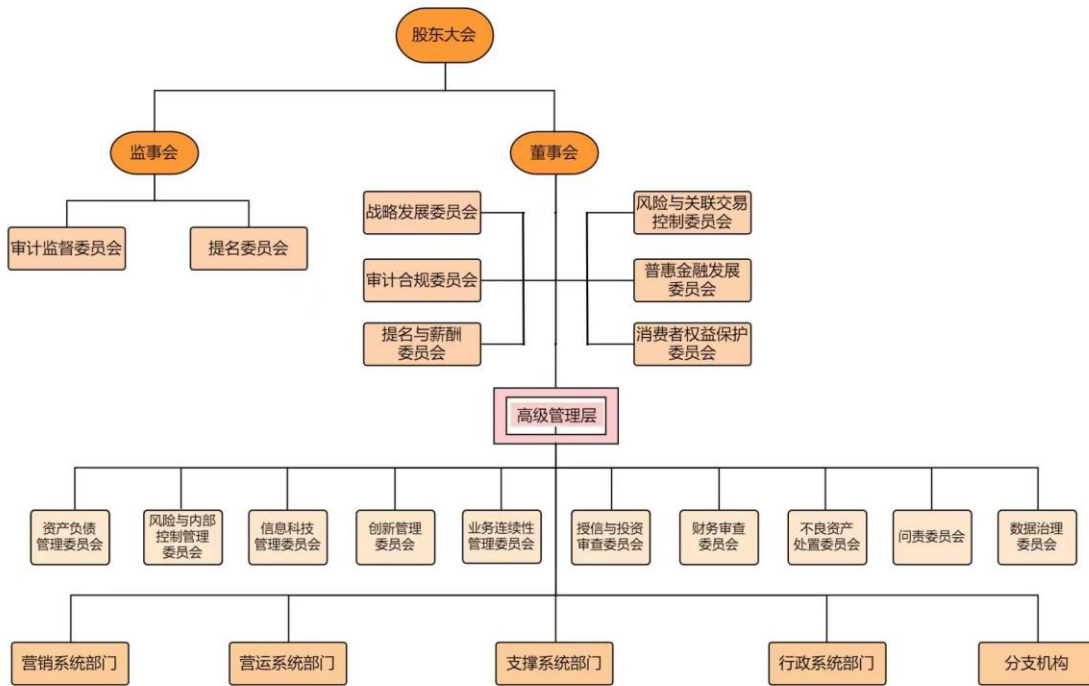 股东大会
监事会
董事会
战略发展委员会
风险与关联交易
控制委员会
审计监督委员会
提名委员会
审计合规委员会
普惠金融发展
委员会
提名与薪酬
委员会
消费者权益保护
委员会
高级管理层
资产负债
管理委员会
风险与内部
控制管理
委员会
信息科技
管理委员会
创新管理
委员会
业务连续性
管理委员会
授信与投资
审查委员会
财务审查
委员会
不良资产
处置委员会
问责委员会
数据治理
委员会
营销系统部门
营运系统部门
支撑系统部门
行政系统部门
分支机构